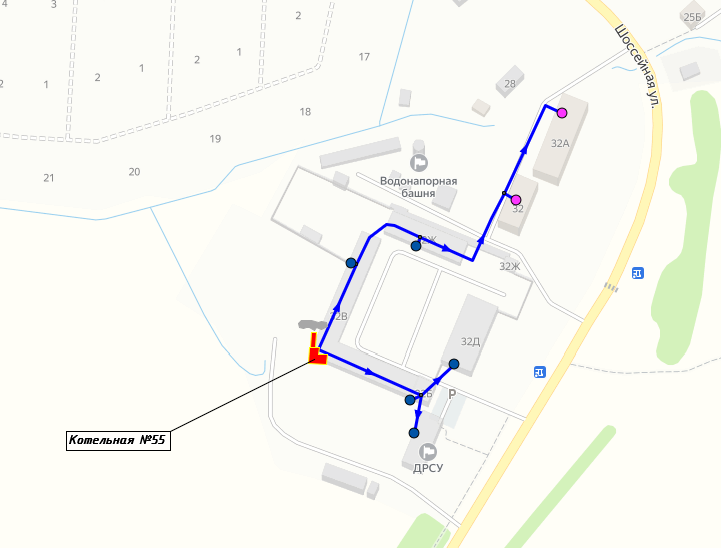 4
3
2
25Б
Шоссейная ул.
17
1
2
1
2
1
2
28
18
19
32А
20
21
Водонапорная
башня
32
32Ж
32В
32Д
Р
Котельная №55
ДРСУ